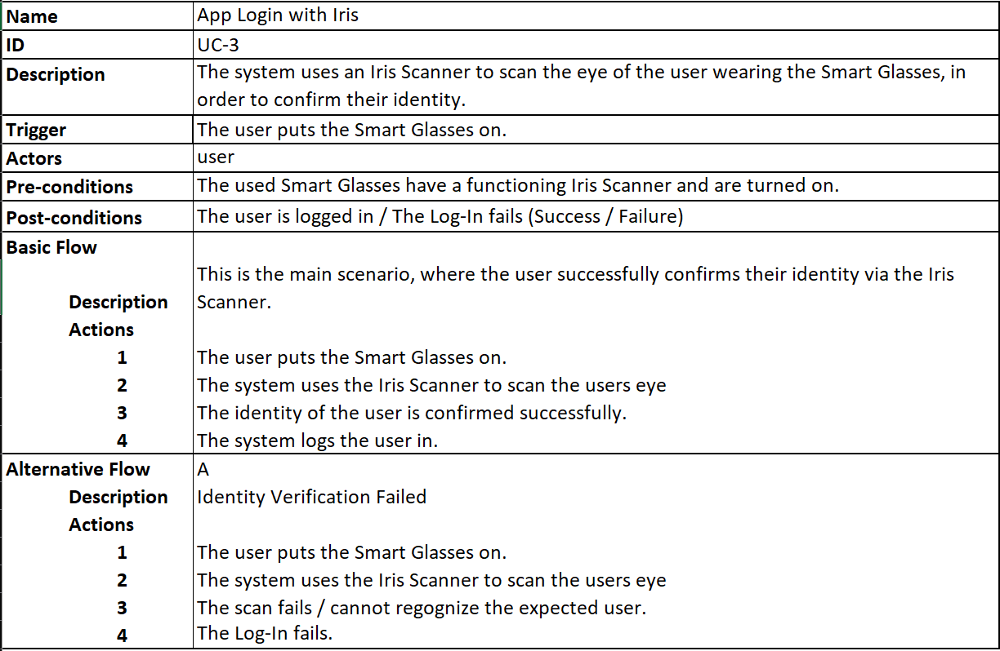 Name App Login with Iris
ID UC-3
Description The system uses an Iris Scanner to scan the eye of the user wearing the Smart Glasses, in
order to confirm their identity.
Trigger The user puts the Smart Glasses on.
Actors user
Pre-conditions The used Smart Glasses have a functioning Iris Scanner and are turned on.
Post-conditions The user is logged in / The Log-In fails (Success / Failure)
Basic Flow
This is the main scenario, where the user successfully confirms their identity via the Iris
Description Scanner.
Actions
1 The user puts the Smart Glasses on.
2 The system uses the Iris Scanner to scan the users eye
3 The identity of the user is confirmed successfully.
4 The system logs the user in.
Alternative Flow A
Description Identity Verification Failed
Actions
1 The user puts the Smart Glasses on.
2 The system uses the Iris Scanner to scan the users eye
3 The scan fails / cannot regognize the expected user.
4 The Log-In fails.